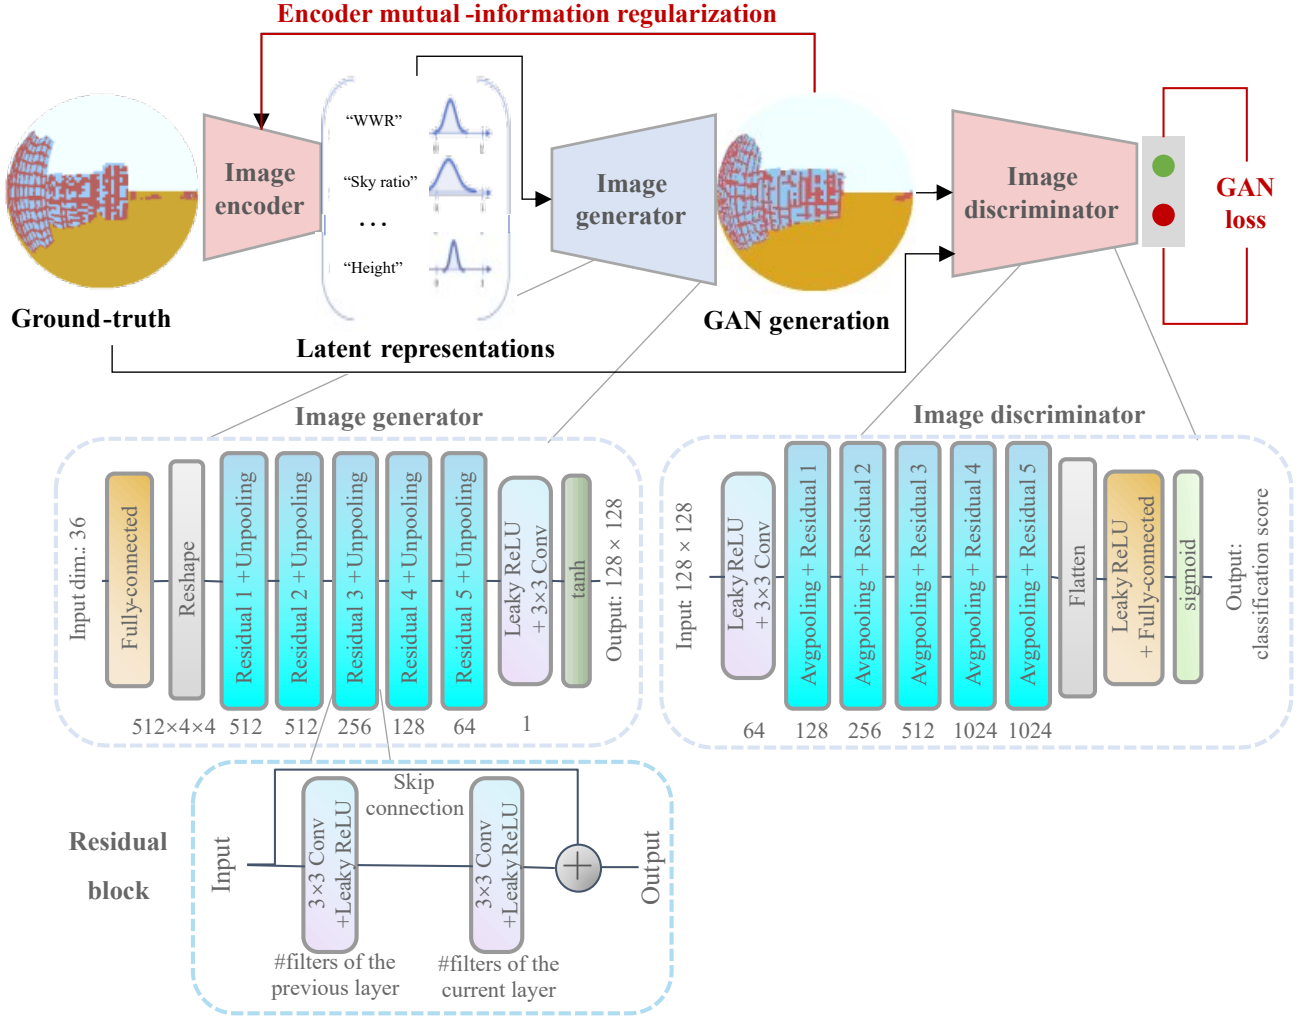 Encoder mutual-information regularization
Image
encoder
“WWR”
“Sky ratio”
...
“Height”
Image
generator
Image
discriminator
GAN
loss
Ground-truth
Latent representations
GAN generation
Image generator
Input dim.: 36
Fully-connected
Reshape
Residual 1 + Unpooling
Residual 2 + Unpooling
Residual 3 + Unpooling
Residual 4 + Unpooling
Residual 5 + Unpooling
Leaky ReLU
+ 3×3 Conv
tanh
Output: 128 × 128
512×4×4
512
512
256
128
64
1
Image discriminator
Input: 128 × 128
Leaky ReLU
+ 3×3 Conv
Avgpooling + Residual 1
Avgpooling + Residual 2
Avgpooling + Residual 3
Avgpooling + Residual 4
Avgpooling + Residual 5
Flatten
Leaky ReLU
+ Fully-connected
sigmoid
Output:
classification score
64
128
256
512
1024
1024
Residual
block
Input
3×3 Conv
+Leaky ReLU
Skip
connection
3×3 Conv
+Leaky ReLU
+
Output
#filters of the
previous layer
#filters of the
current layer